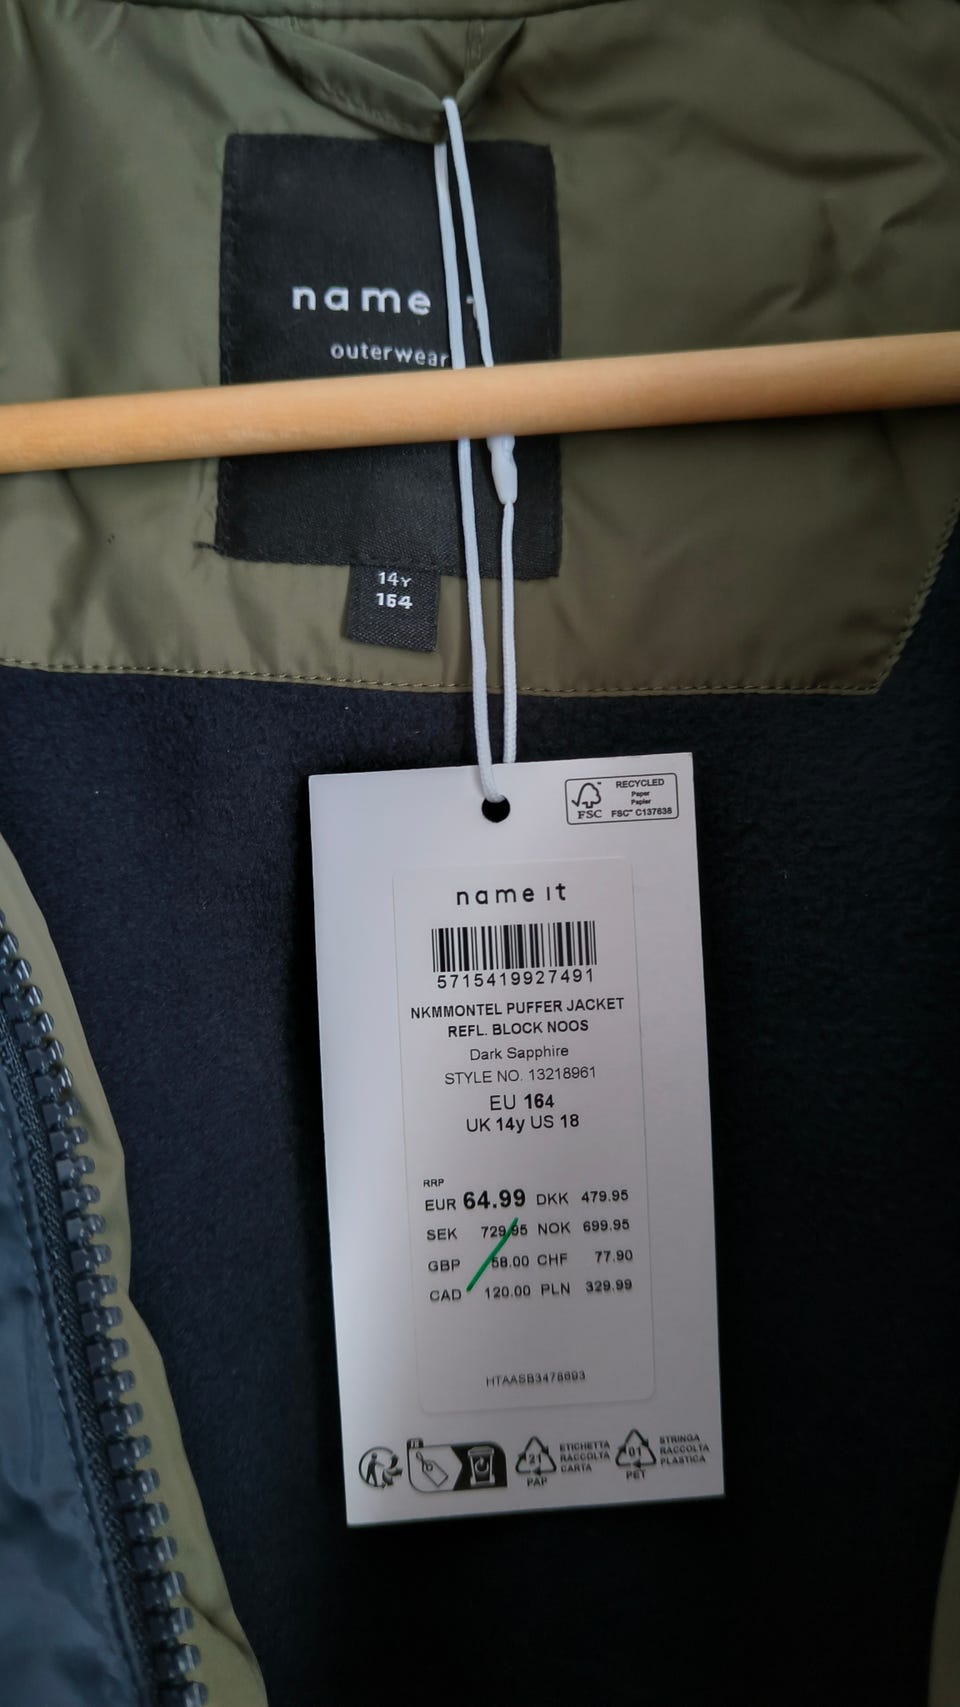 name
outerwear
14Y
164
RECYCLED
Paper
Papier
FSC™ C137638
FSC
name it
5715419927491
NKMMONTEL PUFFER JACKET
REFL. BLOCK NOOS
Dark Sapphire
STYLE NO. 13218961
EU 164
UK 14y US 18
RRP
EUR 64.99 DKK 479.95
SEK 729.95 NOK 699.95
GBP 58.00 CHF 77.90
CAD 120.00 PLN 329.99
HTAASB3478693
FR
21
PAP
ETICHETTA
RACCOLTA
CARTA
01
PET
STRINGA
RACCOLTA
PLASTICA